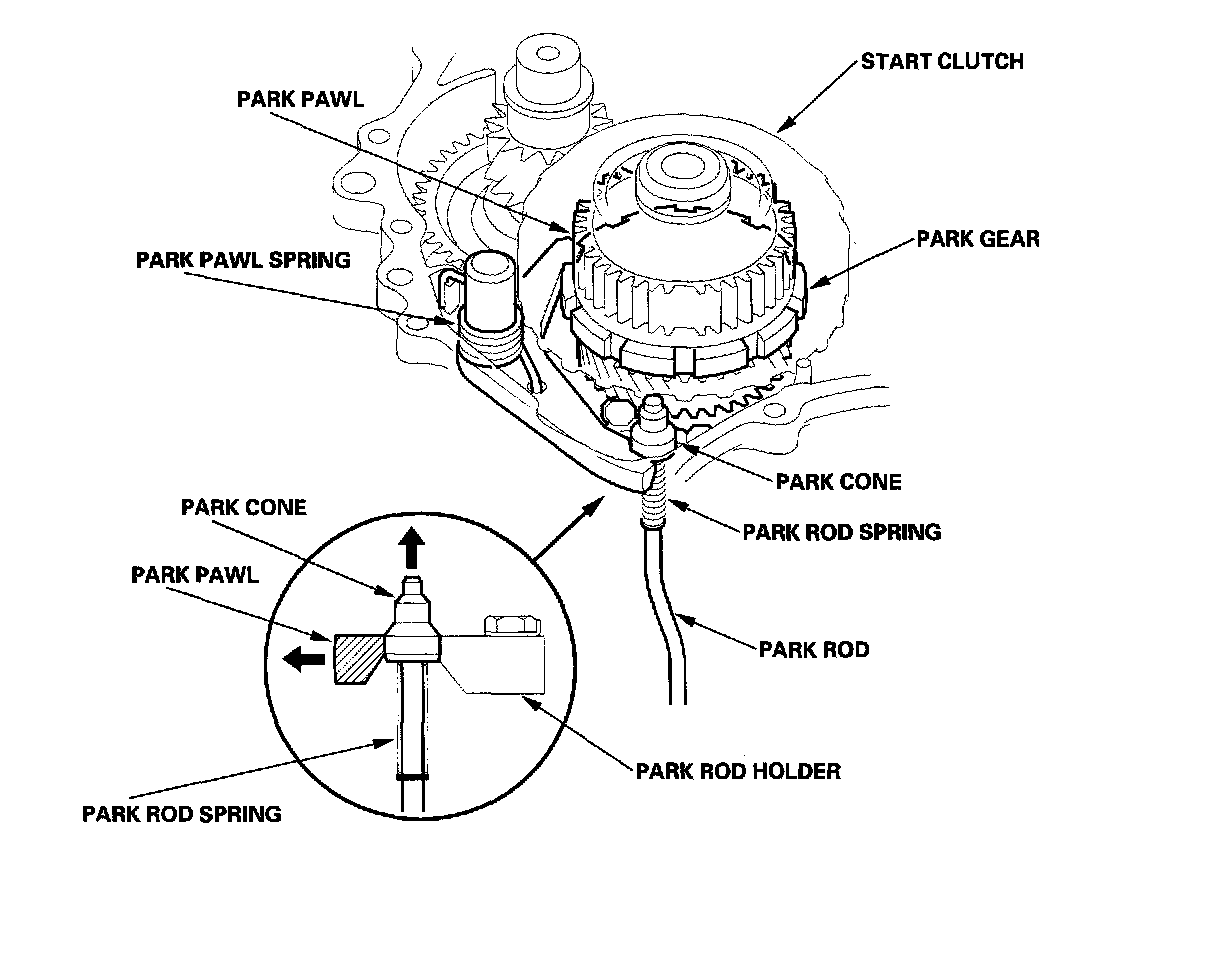 START CLUTCH
PARK PAWL
PARK GEAR
PARK PAWL SPRING
PARK CONE
PARK CONE
PARK ROD SPRING
PARK PAWL
PARK ROD
PARK ROD HOLDER
PARK ROD SPRING